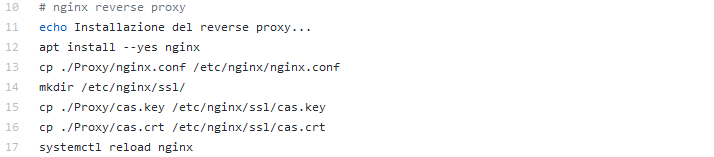 10 # nginx reverse proxy
11 echo Installazione del reverse proxy...
12 apt install --yes nginx
13 cp ./Proxy/nginx.conf /etc/nginx/nginx.conf
14 mkdir /etc/nginx/ssl/
15 cp ./Proxy/cas.key /etc/nginx/ssl/cas.key
16 cp ./Proxy/cas.crt /etc/nginx/ssl/cas.crt
17 systemctl reload nginx